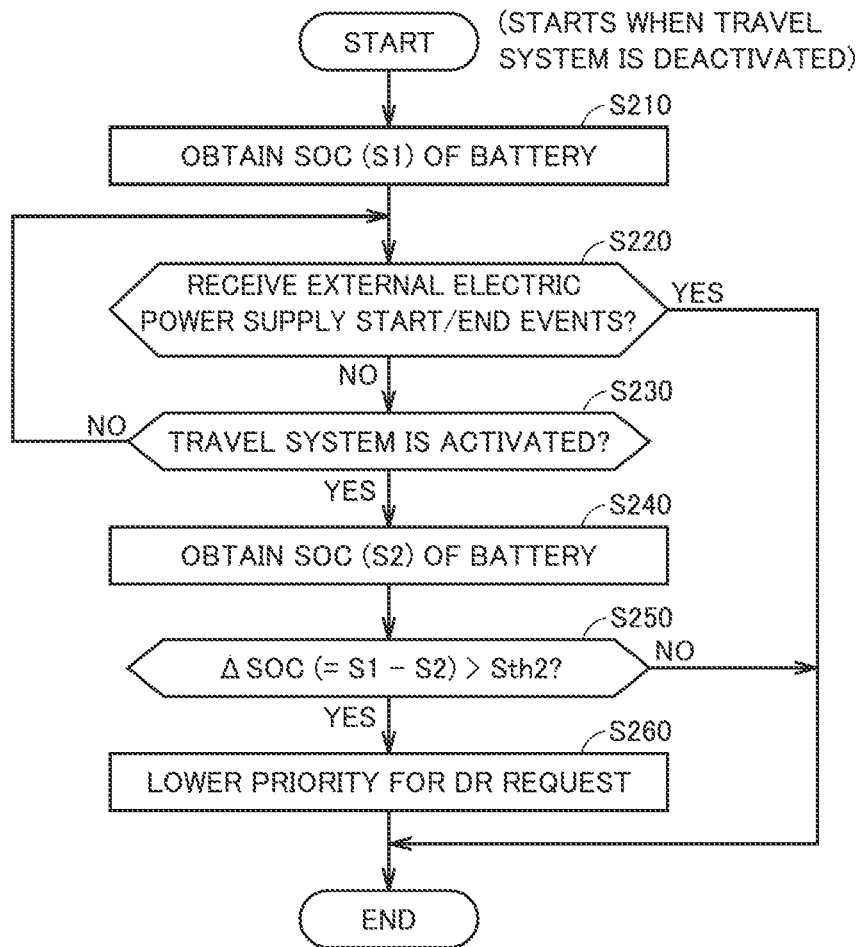 START
(STARTS WHEN TRAVEL
SYSTEM IS DEACTIVATED)
S210
OBTAIN SOC (S1) OF BATTERY
S220
RECEIVE EXTERNAL ELECTRIC
POWER SUPPLY START/END EVENTS?
YES
NO
S230
NO
TRAVEL SYSTEM IS ACTIVATED?
YES
S240
OBTAIN SOC (S2) OF BATTERY
S250
Δ SOC (= S1 - S2) > Sth2?
NO
YES
S260
LOWER PRIORITY FOR DR REQUEST
END